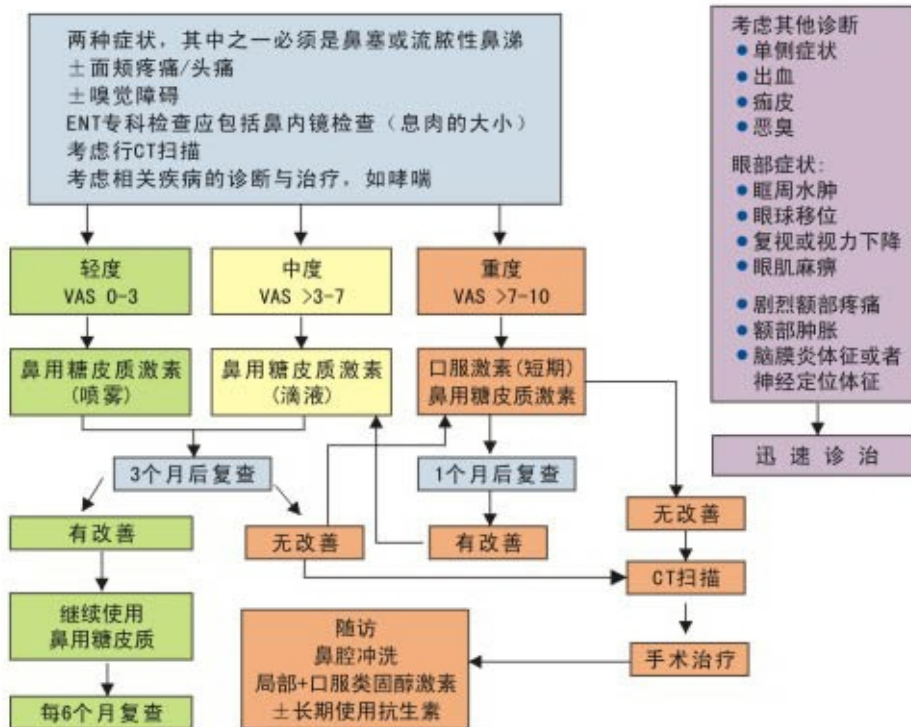 两种症状，其中之一必须是鼻塞或流脓性鼻涕
±面颊疼痛/头痛
±嗅觉障碍
ENT专科检查应包括鼻内镜检查（息肉的大小）
考虑行CT扫描
考虑相关疾病的诊断与治疗，如哮喘
轻度
VAS 0-3
中度
VAS >3-7
重度
VAS >7-10
鼻用糖皮质激素
(喷雾)
鼻用糖皮质激素
(滴液)
口服激素(短期)
鼻用糖皮质激素
3个月后复查
1个月后复查
有改善
无改善
有改善
无改善
CT扫描
继续使用
鼻用糖皮质
每6个月复查
随访
鼻腔冲洗
局部+口服类固醇激素
±长期使用抗生素
手术治疗
考虑其他诊断
●单侧症状
●出血
●痂皮
●恶臭
眼部症状：
●眶周水肿
●眼球移位
●复视或视力下降
●眼肌麻痹
●剧烈额部疼痛
●额部肿胀
●脑膜炎体征或者
神经定位体征
迅速诊治